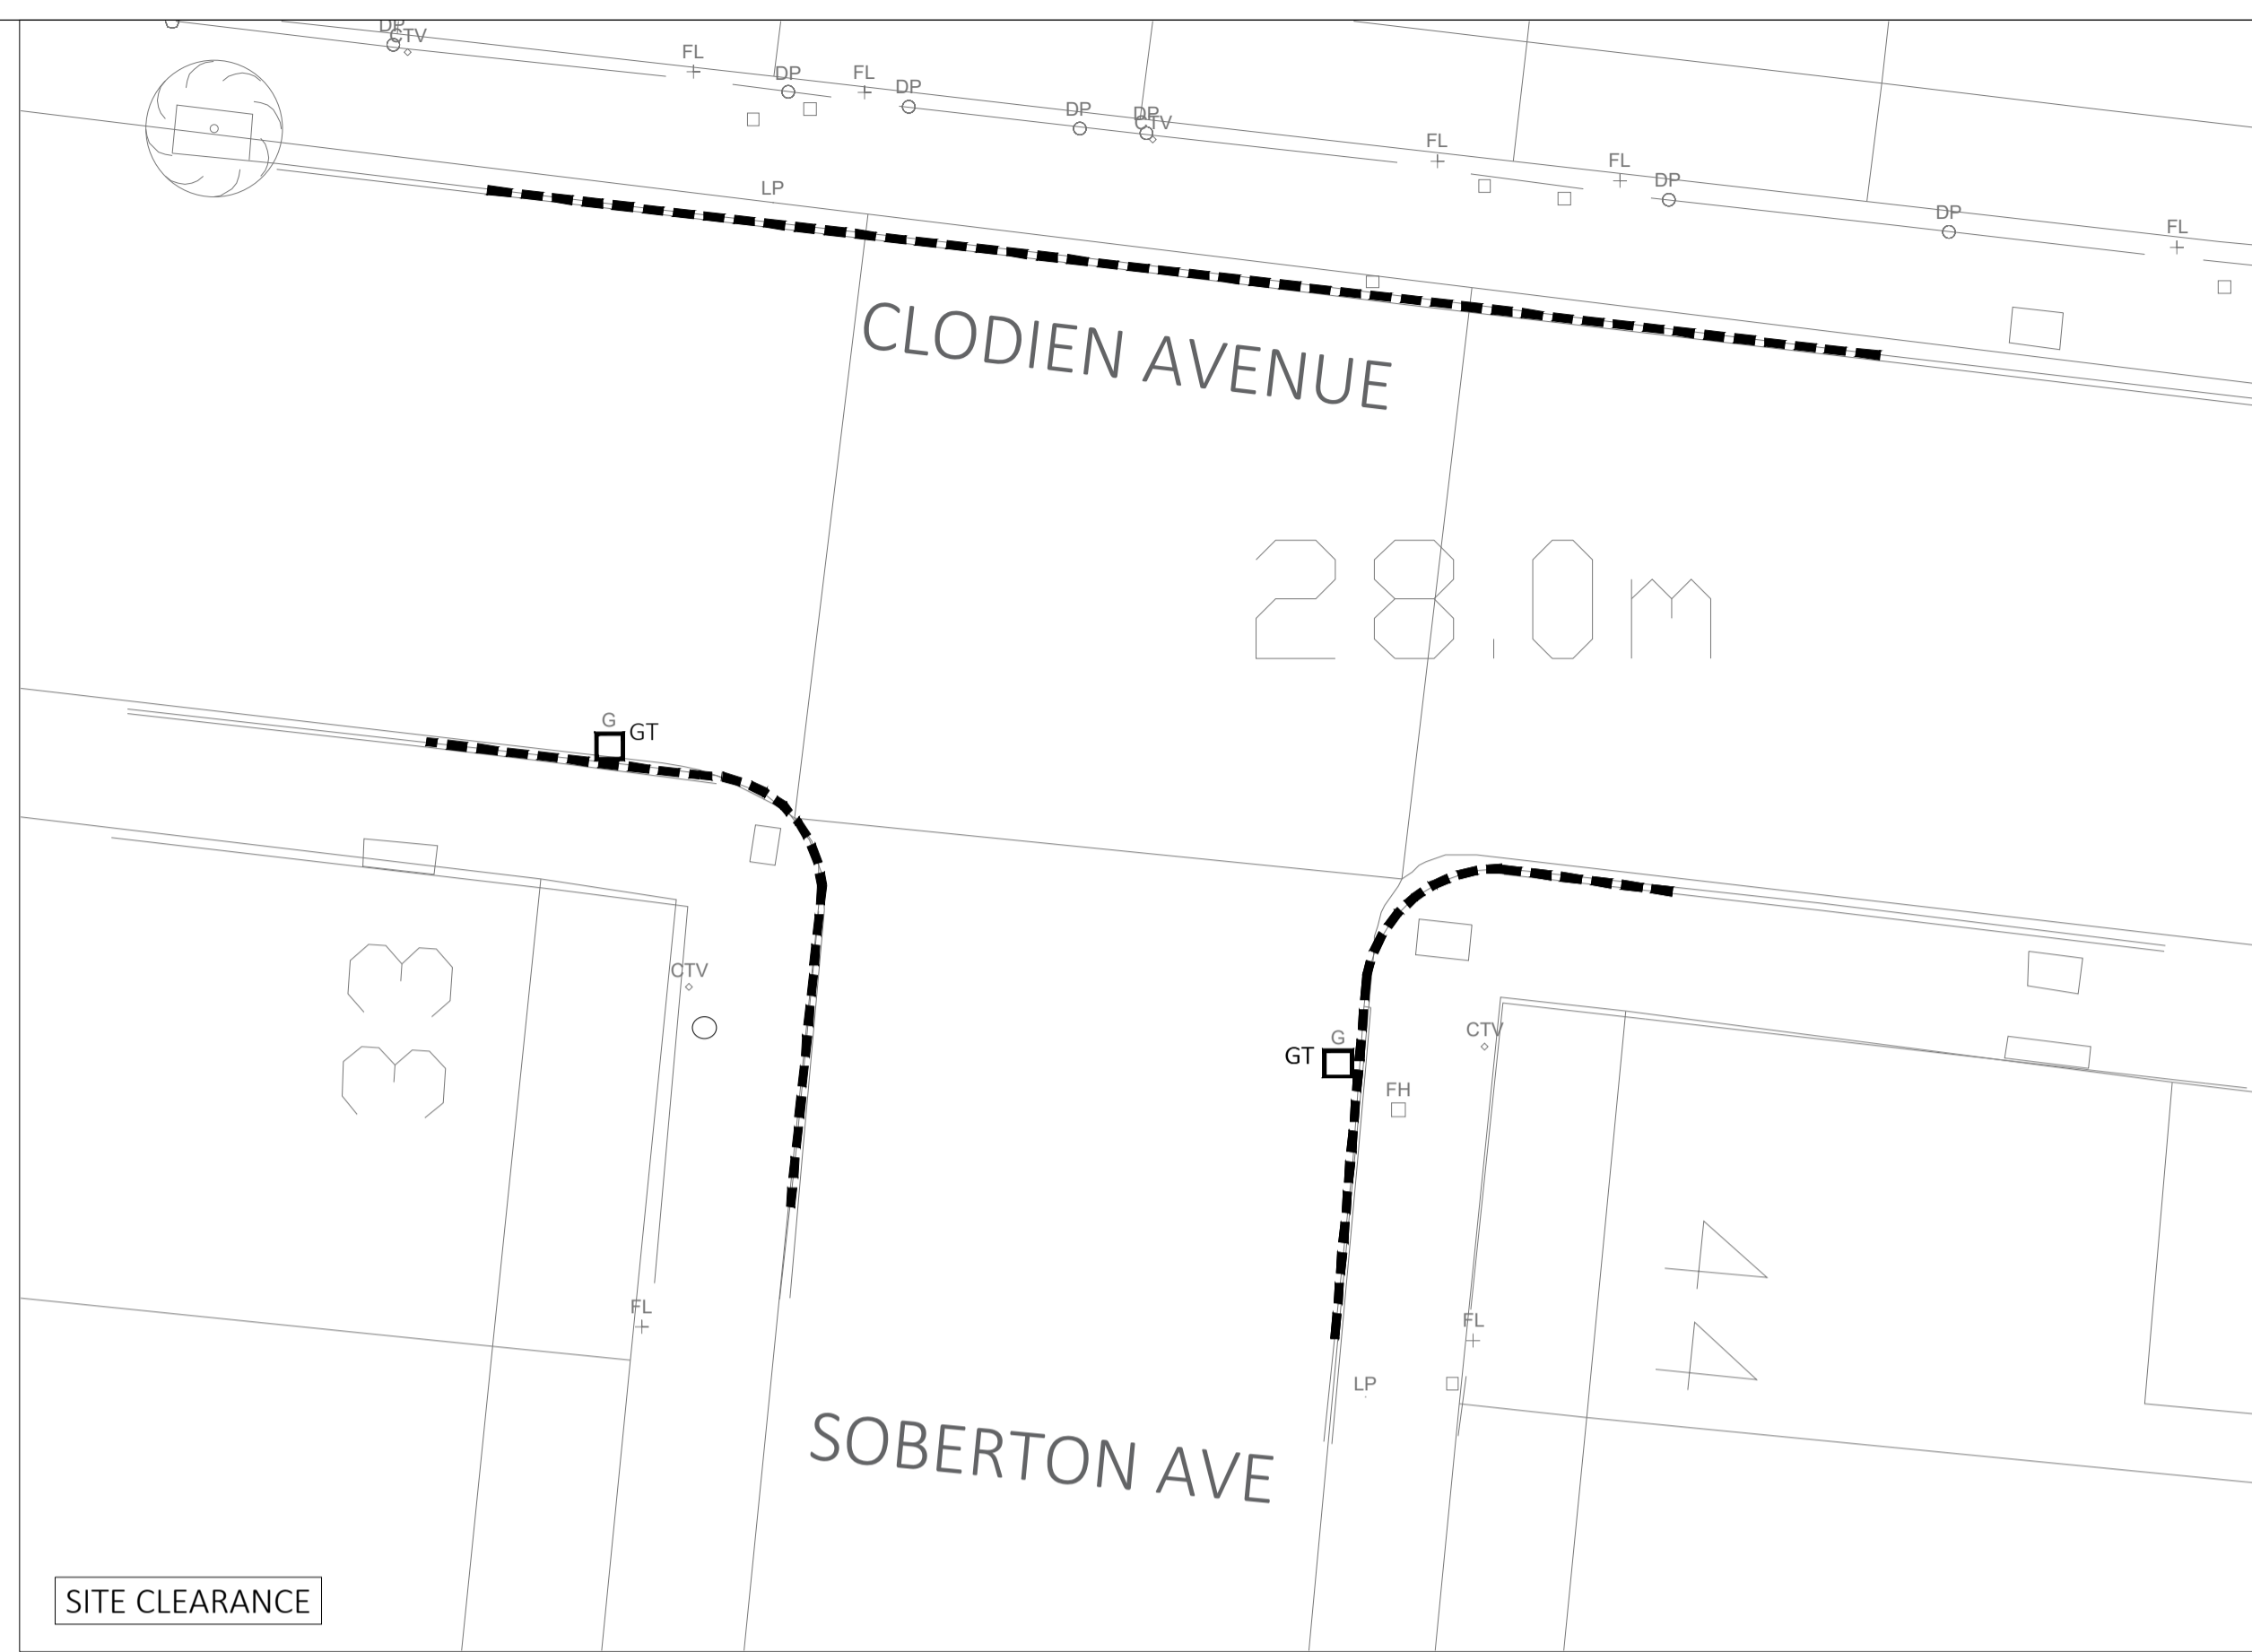 DP
CTV
FL
DP
FL
DP
DP
DP
CTV
FL
FL
DP
DP
FL
LP
CLODIEN AVENUE
28.0m
G
GT
33
CTV
CTV
G
GT
FH
44
FL
FL
LP
SOBERTON AVE
SITE CLEARANCE